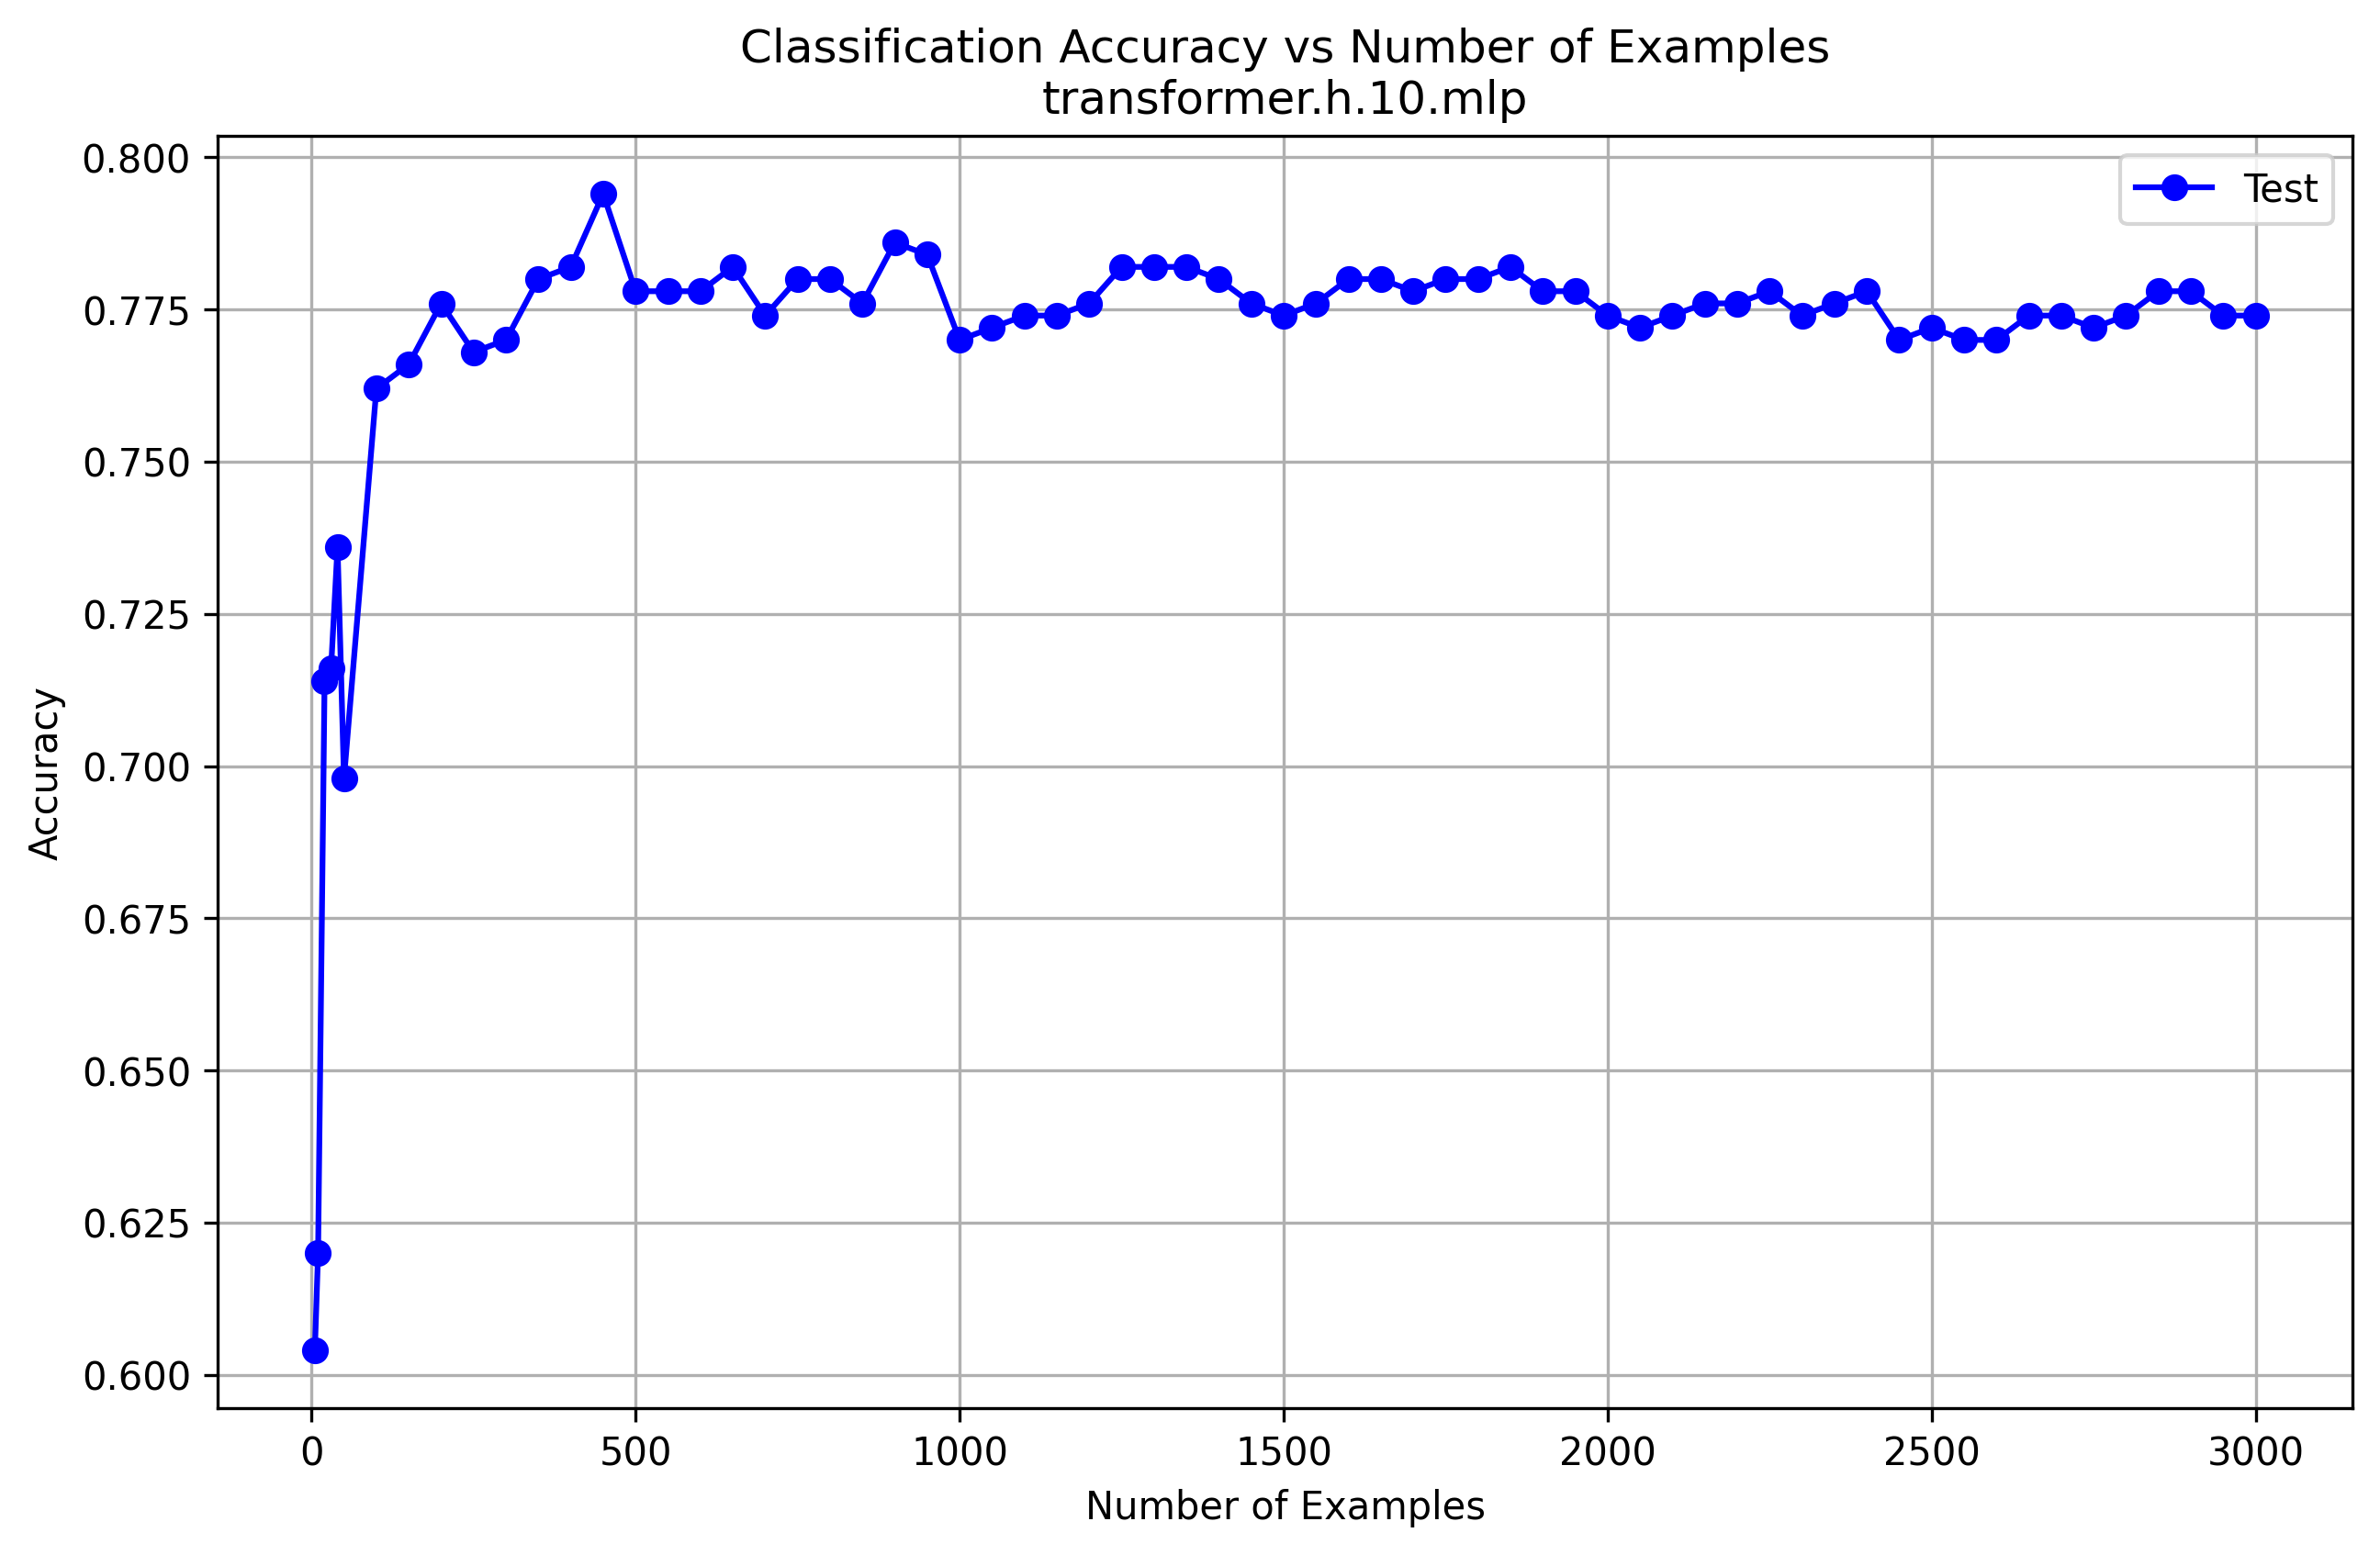 Classification Accuracy vs Number of Examples
transformer.h.10.mlp
Test
0.800
0.775
0.750
0.725
0.700
0.675
0.650
0.625
0.600
Accuracy
0 500 1000 1500 2000 2500 3000
Number of Examples